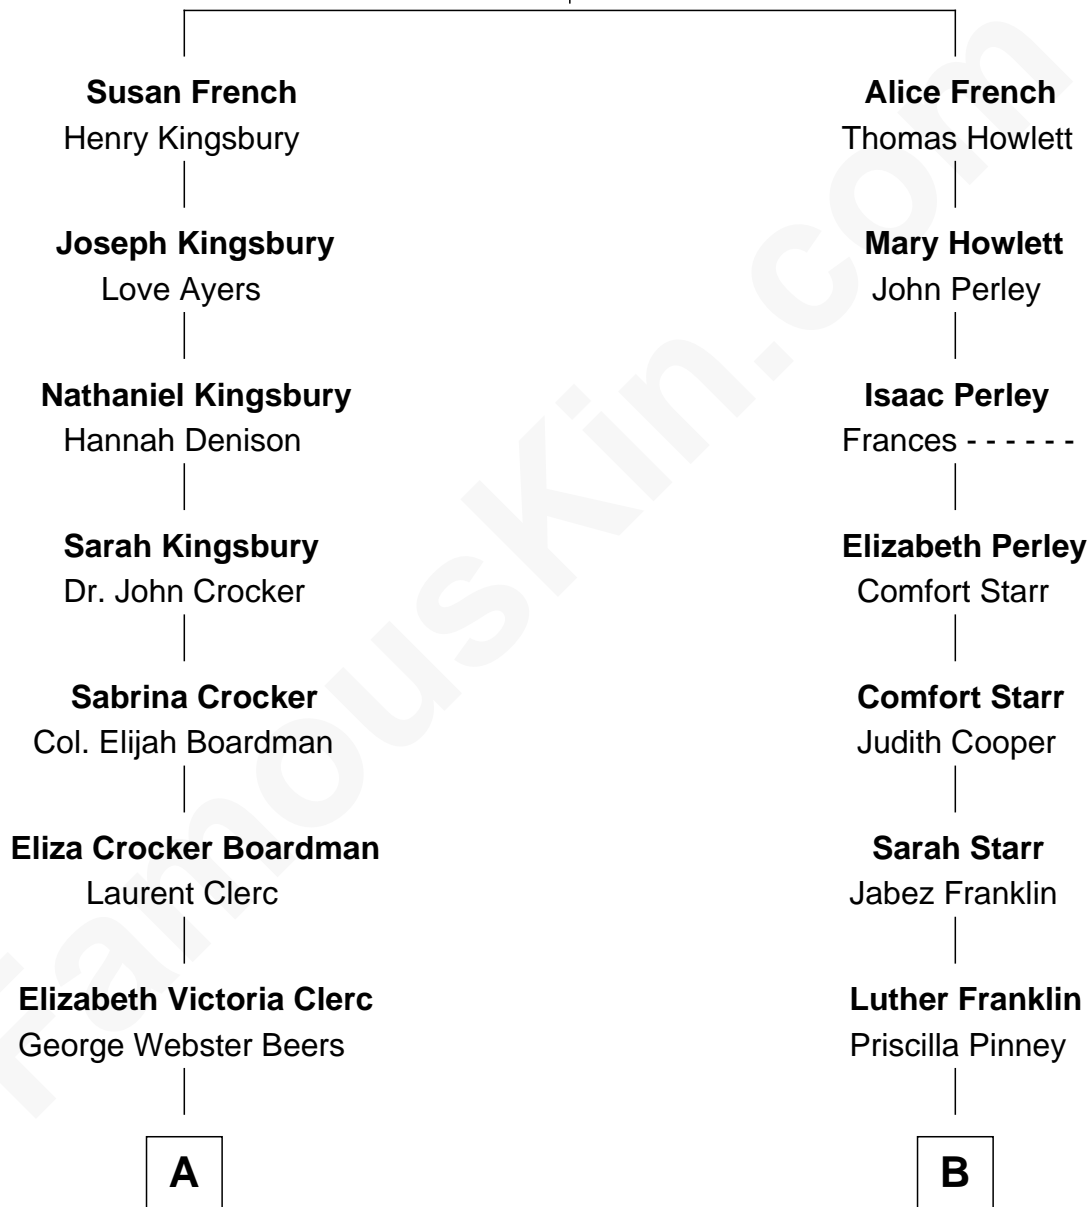 Susan French
Henry Kingsbury
Joseph Kingsbury
Love Ayers
Nathaniel Kingsbury
Hannah Denison
Sarah Kingsbury
Dr. John Crocker
Sabrina Crocker
Col. Elijah Boardman
Eliza Crocker Boardman
Laurent Clerc
Elizabeth Victoria Clerc
George Webster Beers
A
Alice French
Thomas Howlett
Mary Howlett
John Perley
Isaac Perley
Frances - - - - - -
Elizabeth Perley
Comfort Starr
Comfort Starr
Judith Cooper
Sarah Starr
Jabez Franklin
Luther Franklin
Priscilla Pinney
B
FamousKin.com